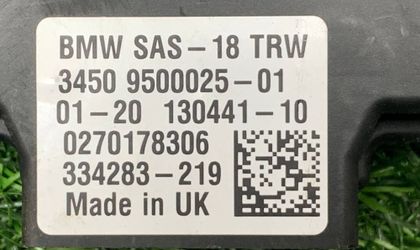 BMW SAS-18 TRW
3450 9500025-01
01-20 130441-10
0270178306
334283-219
Made in UK